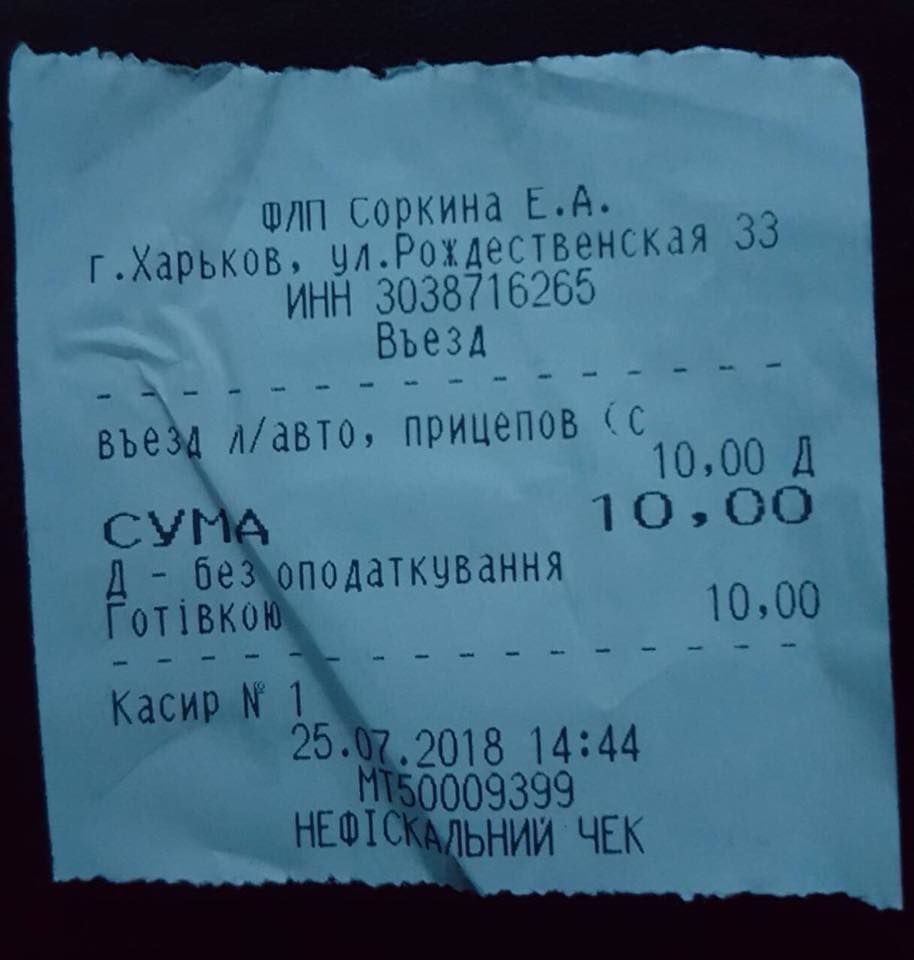 ФЛП Соркина Е.А.
г.Харьков, ул.Рождественская 33
ИНН 3038716265
Въезд
- - - - - - - - - - - - - - - - - -
въезд л/авто, прицепов (с
10,00 Д
СУМА 10,00
Д - без оподаткування
Готівкою 10,00
- - - - - - - - - - - - - - - - - -
Касир № 1
25.07.2018 14:44
МТ50009399
НЕФІСКАЛЬНИЙ ЧЕК